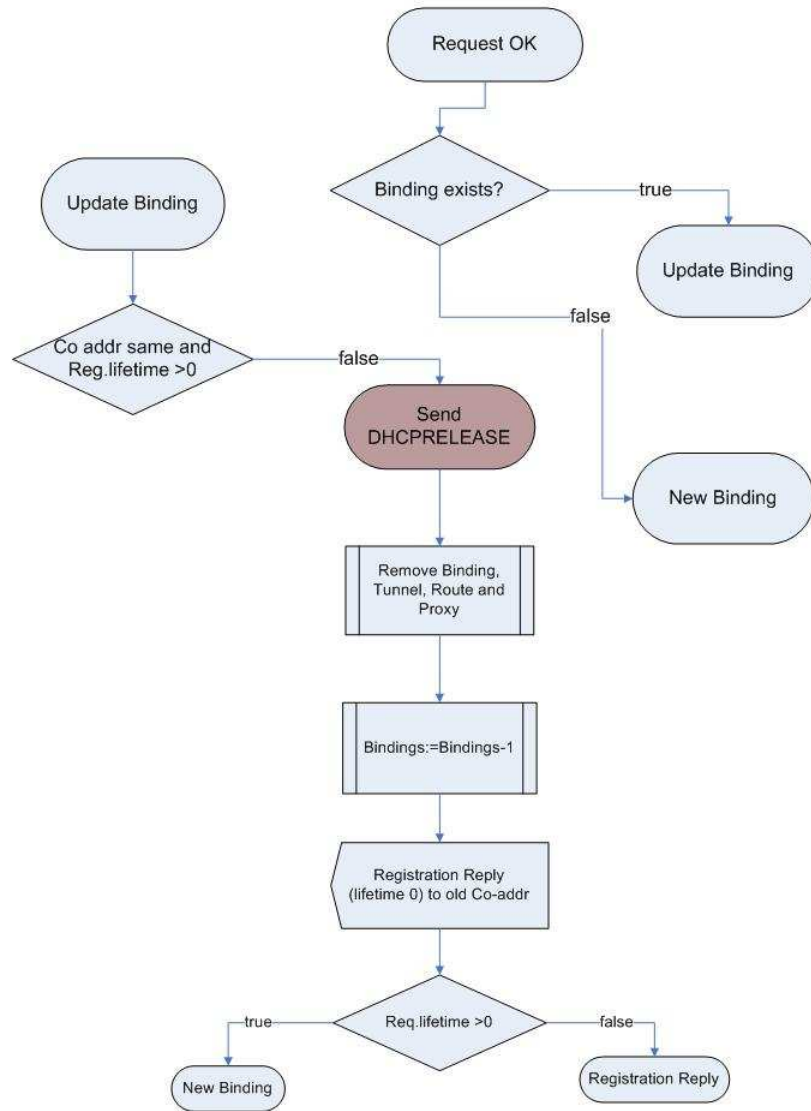 Request OK
Binding exists?
true
Update Binding
Update Binding
false
Co addr same and
Reg.lifetime >0
false
Send
DHCPRELEASE
New Binding
Remove Binding,
Tunnel, Route and
Proxy
Bindings:=Bindings-1
Registration Reply
(lifetime 0) to old Co-addr
Req.lifetime >0
true
false
New Binding
Registration Reply